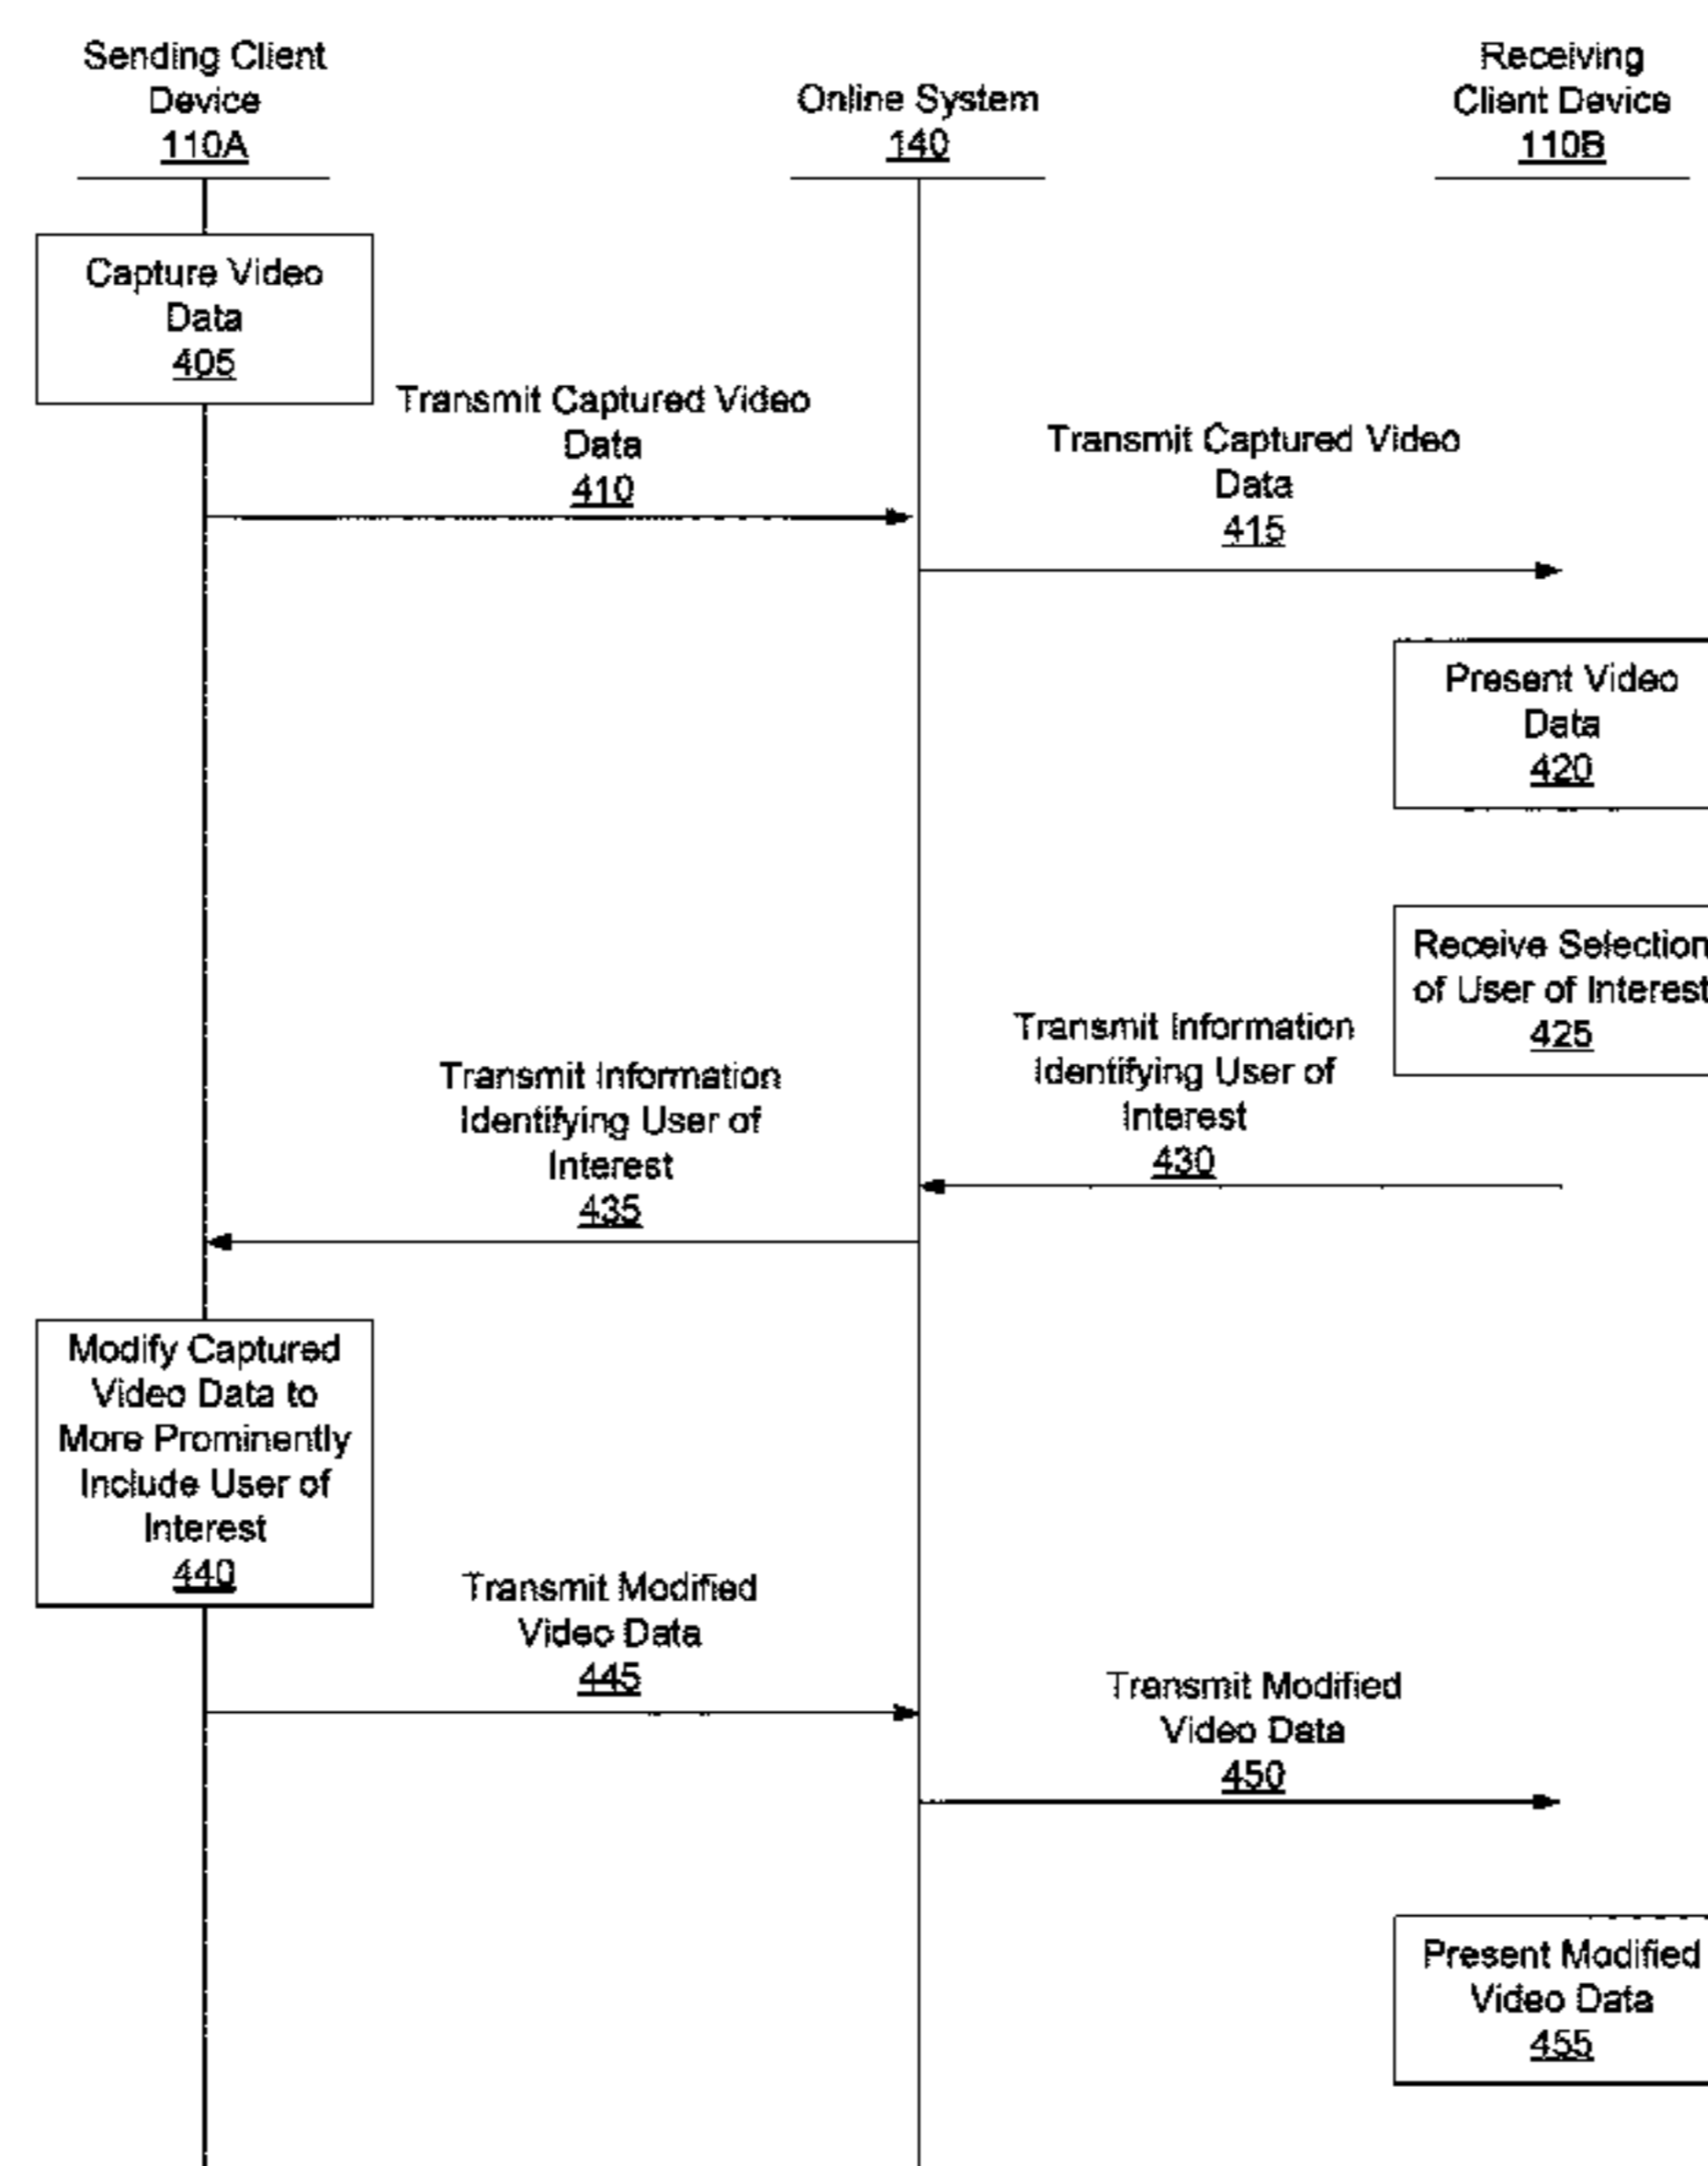 Sending Client
Device
110A
Online System
140
Receiving
Client Device
110B
Capture Video
Data
405
Transmit Captured Video
Data
410
Transmit Captured Video
Data
415
Present Video
Data
420
Receive Selection
of User of Interest
425
Transmit Information
Identifying User of
Interest
430
Transmit Information
Identifying User of
Interest
435
Modify Captured
Video Data to
More Prominently
Include User of
Interest
440
Transmit Modified
Video Data
445
Transmit Modified
Video Data
450
Present Modified
Video Data
455